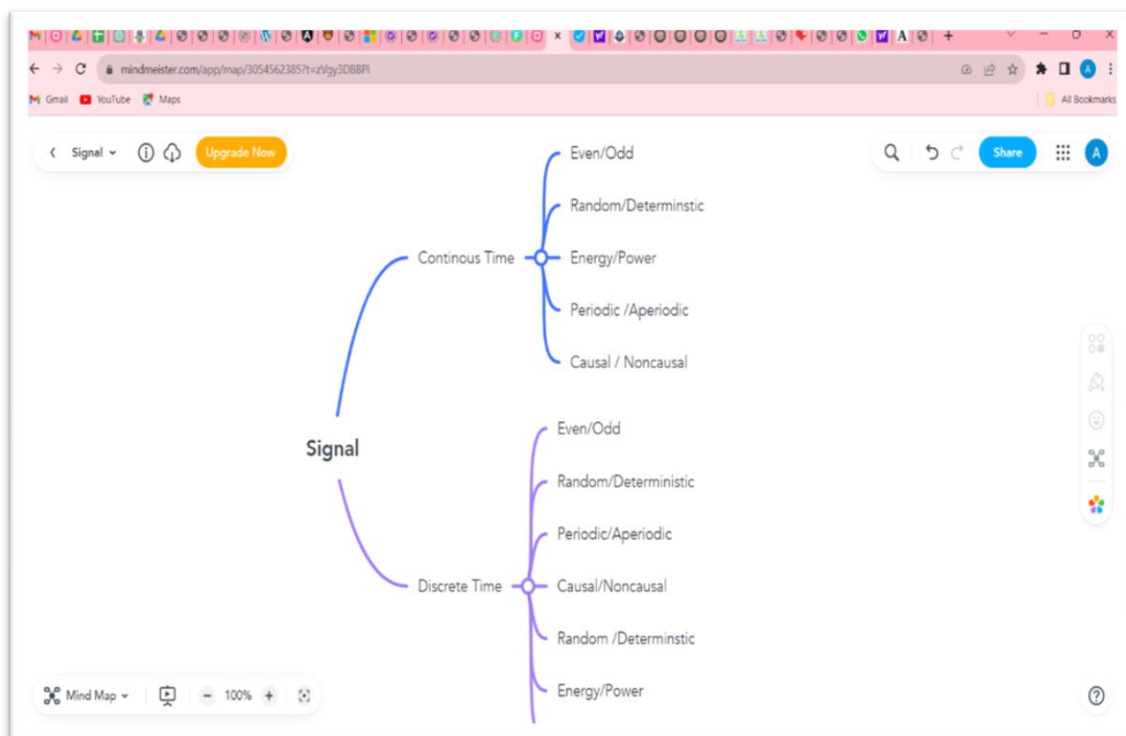 mindmeister.com/app/map/3054562385?t=zVgy3DBBPI
Gmail YouTube Maps All Bookmarks
Signal Upgrade Now Share A
Even/Odd
Random/Determinstic
Continous Time
Energy/Power
Periodic /Aperiodic
Causal / Noncausal
Signal
Even/Odd
Random/Deterministic
Periodic/Aperiodic
Discrete Time
Causal/Noncausal
Random /Determinstic
Energy/Power
Mind Map 100%